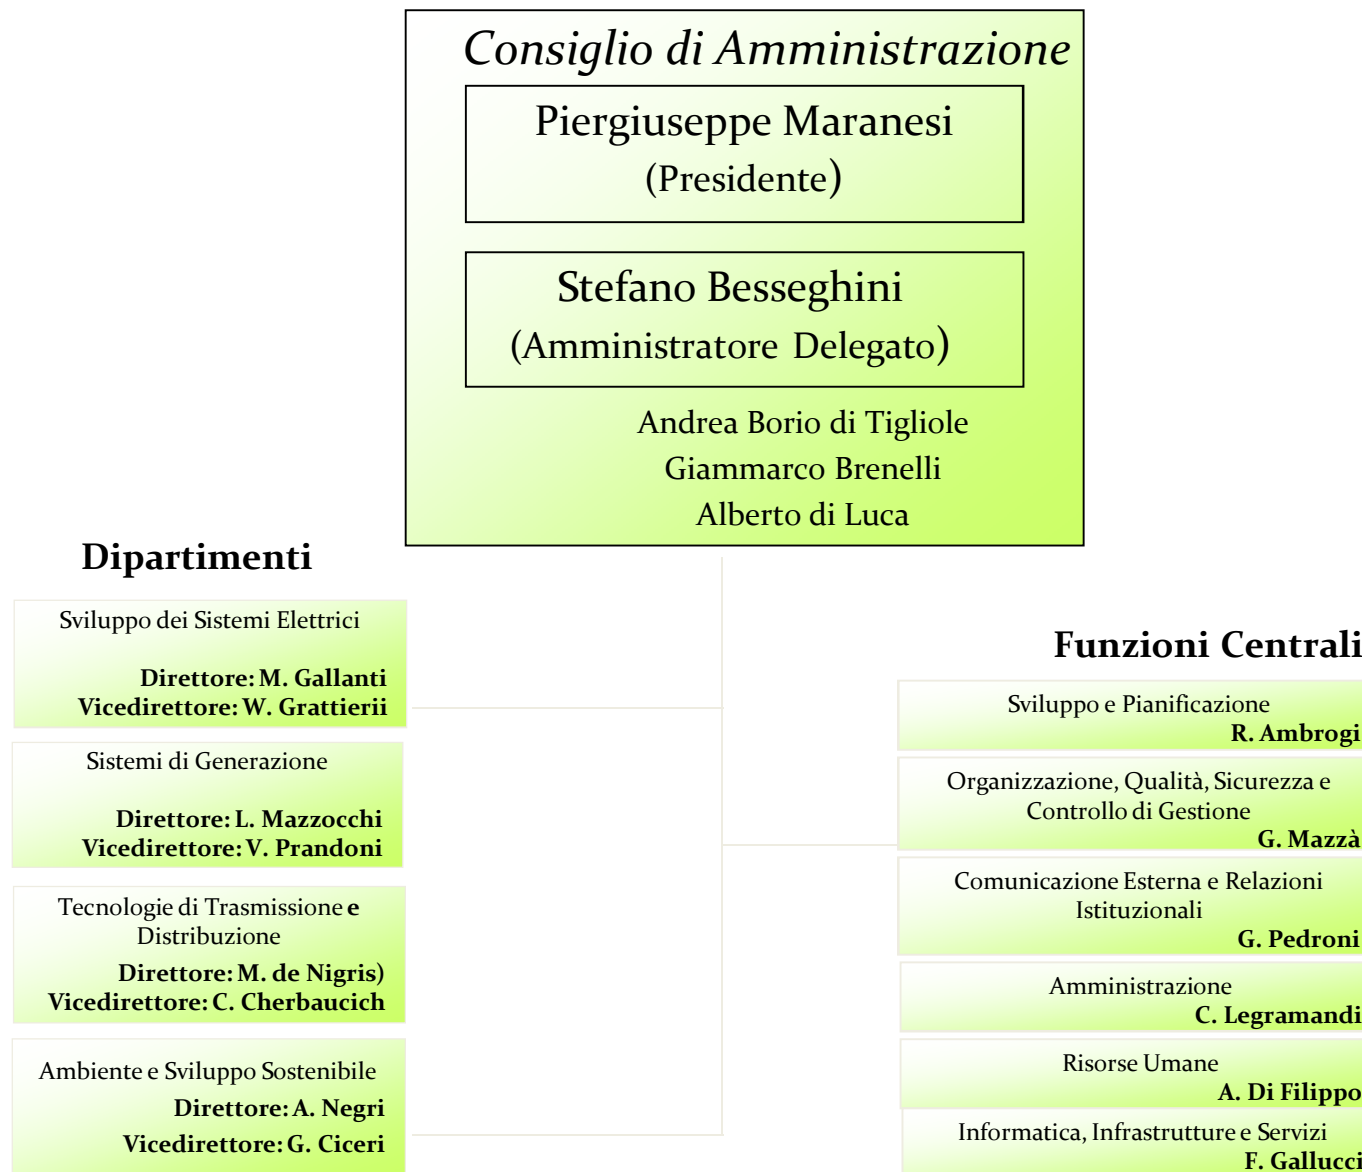 Consiglio di Amministrazione
Piergiuseppe Maranesi
(Presidente)
Stefano Besseghini
(Amministratore Delegato)
Andrea Borio di Tigliole
Giammarco Brenelli
Alberto di Luca
Dipartimenti
Sviluppo dei Sistemi Elettrici
Direttore: M. Gallanti
Vicedirettore: W. Grattierii
Sistemi di Generazione
Direttore: L. Mazzocchi
Vicedirettore: V. Prandoni
Tecnologie di Trasmissione e
Distribuzione
Direttore: M. de Nigris)
Vicedirettore: C. Cherbaucich
Ambiente e Sviluppo Sostenibile
Direttore: A. Negri
Vicedirettore: G. Ciceri
Funzioni Centrali
Sviluppo e Pianificazione
R. Ambrogi
Organizzazione, Qualità, Sicurezza e
Controllo di Gestione
G. Mazzà
Comunicazione Esterna e Relazioni
Istituzionali
G. Pedroni
Amministrazione
C. Legramandi
Risorse Umane
A. Di Filippo
Informatica, Infrastrutture e Servizi
F. Gallucci